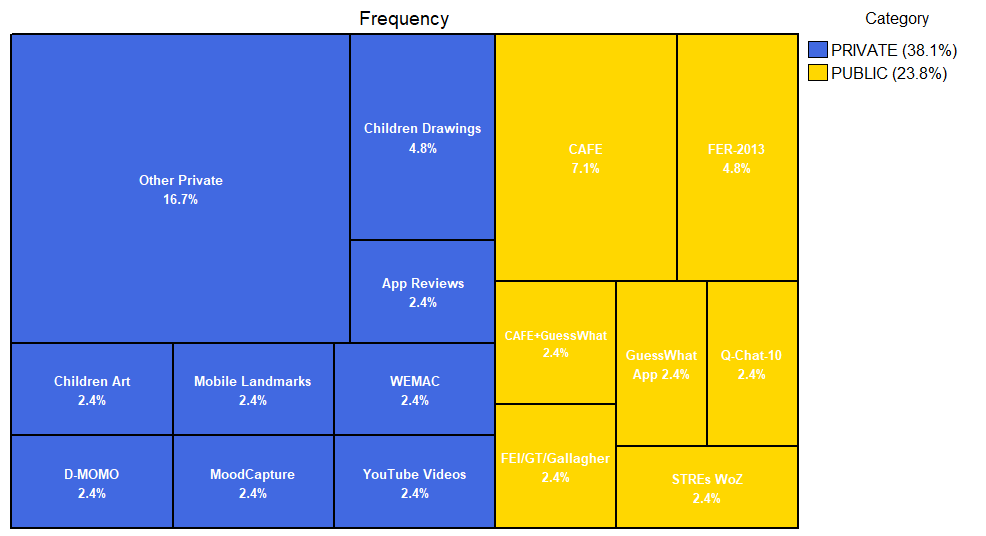 Frequency
Category
PRIVATE (38.1%)
PUBLIC (23.8%)
Other Private
16.7%
Children Drawings
4.8%
App Reviews
2.4%
Children Art
2.4%
Mobile Landmarks
2.4%
WEMAC
2.4%
D-MOMO
2.4%
MoodCapture
2.4%
YouTube Videos
2.4%
CAFE
7.1%
FER-2013
4.8%
CAFE+GuessWhat
2.4%
GuessWhat
App 2.4%
Q-Chat-10
2.4%
FEI/GT/Gallagher
2.4%
STREs WoZ
2.4%